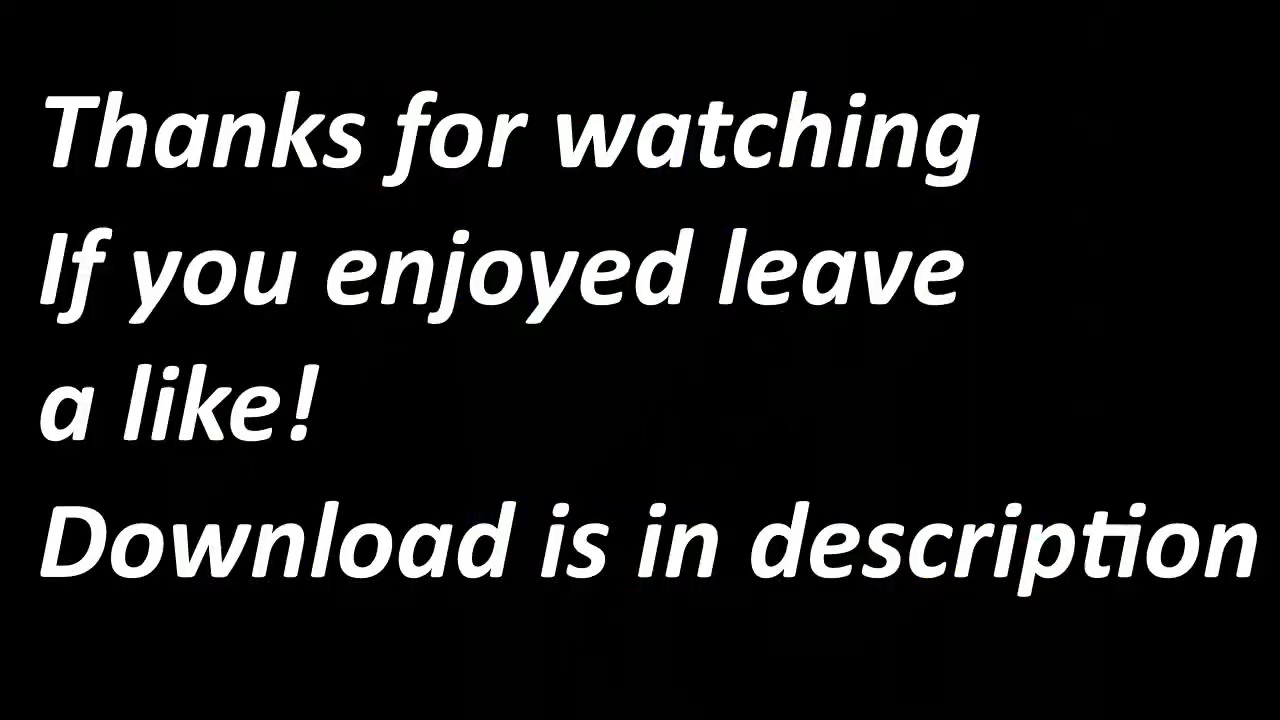 Thanks for watching
If you enjoyed leave
a like!
Download is in description